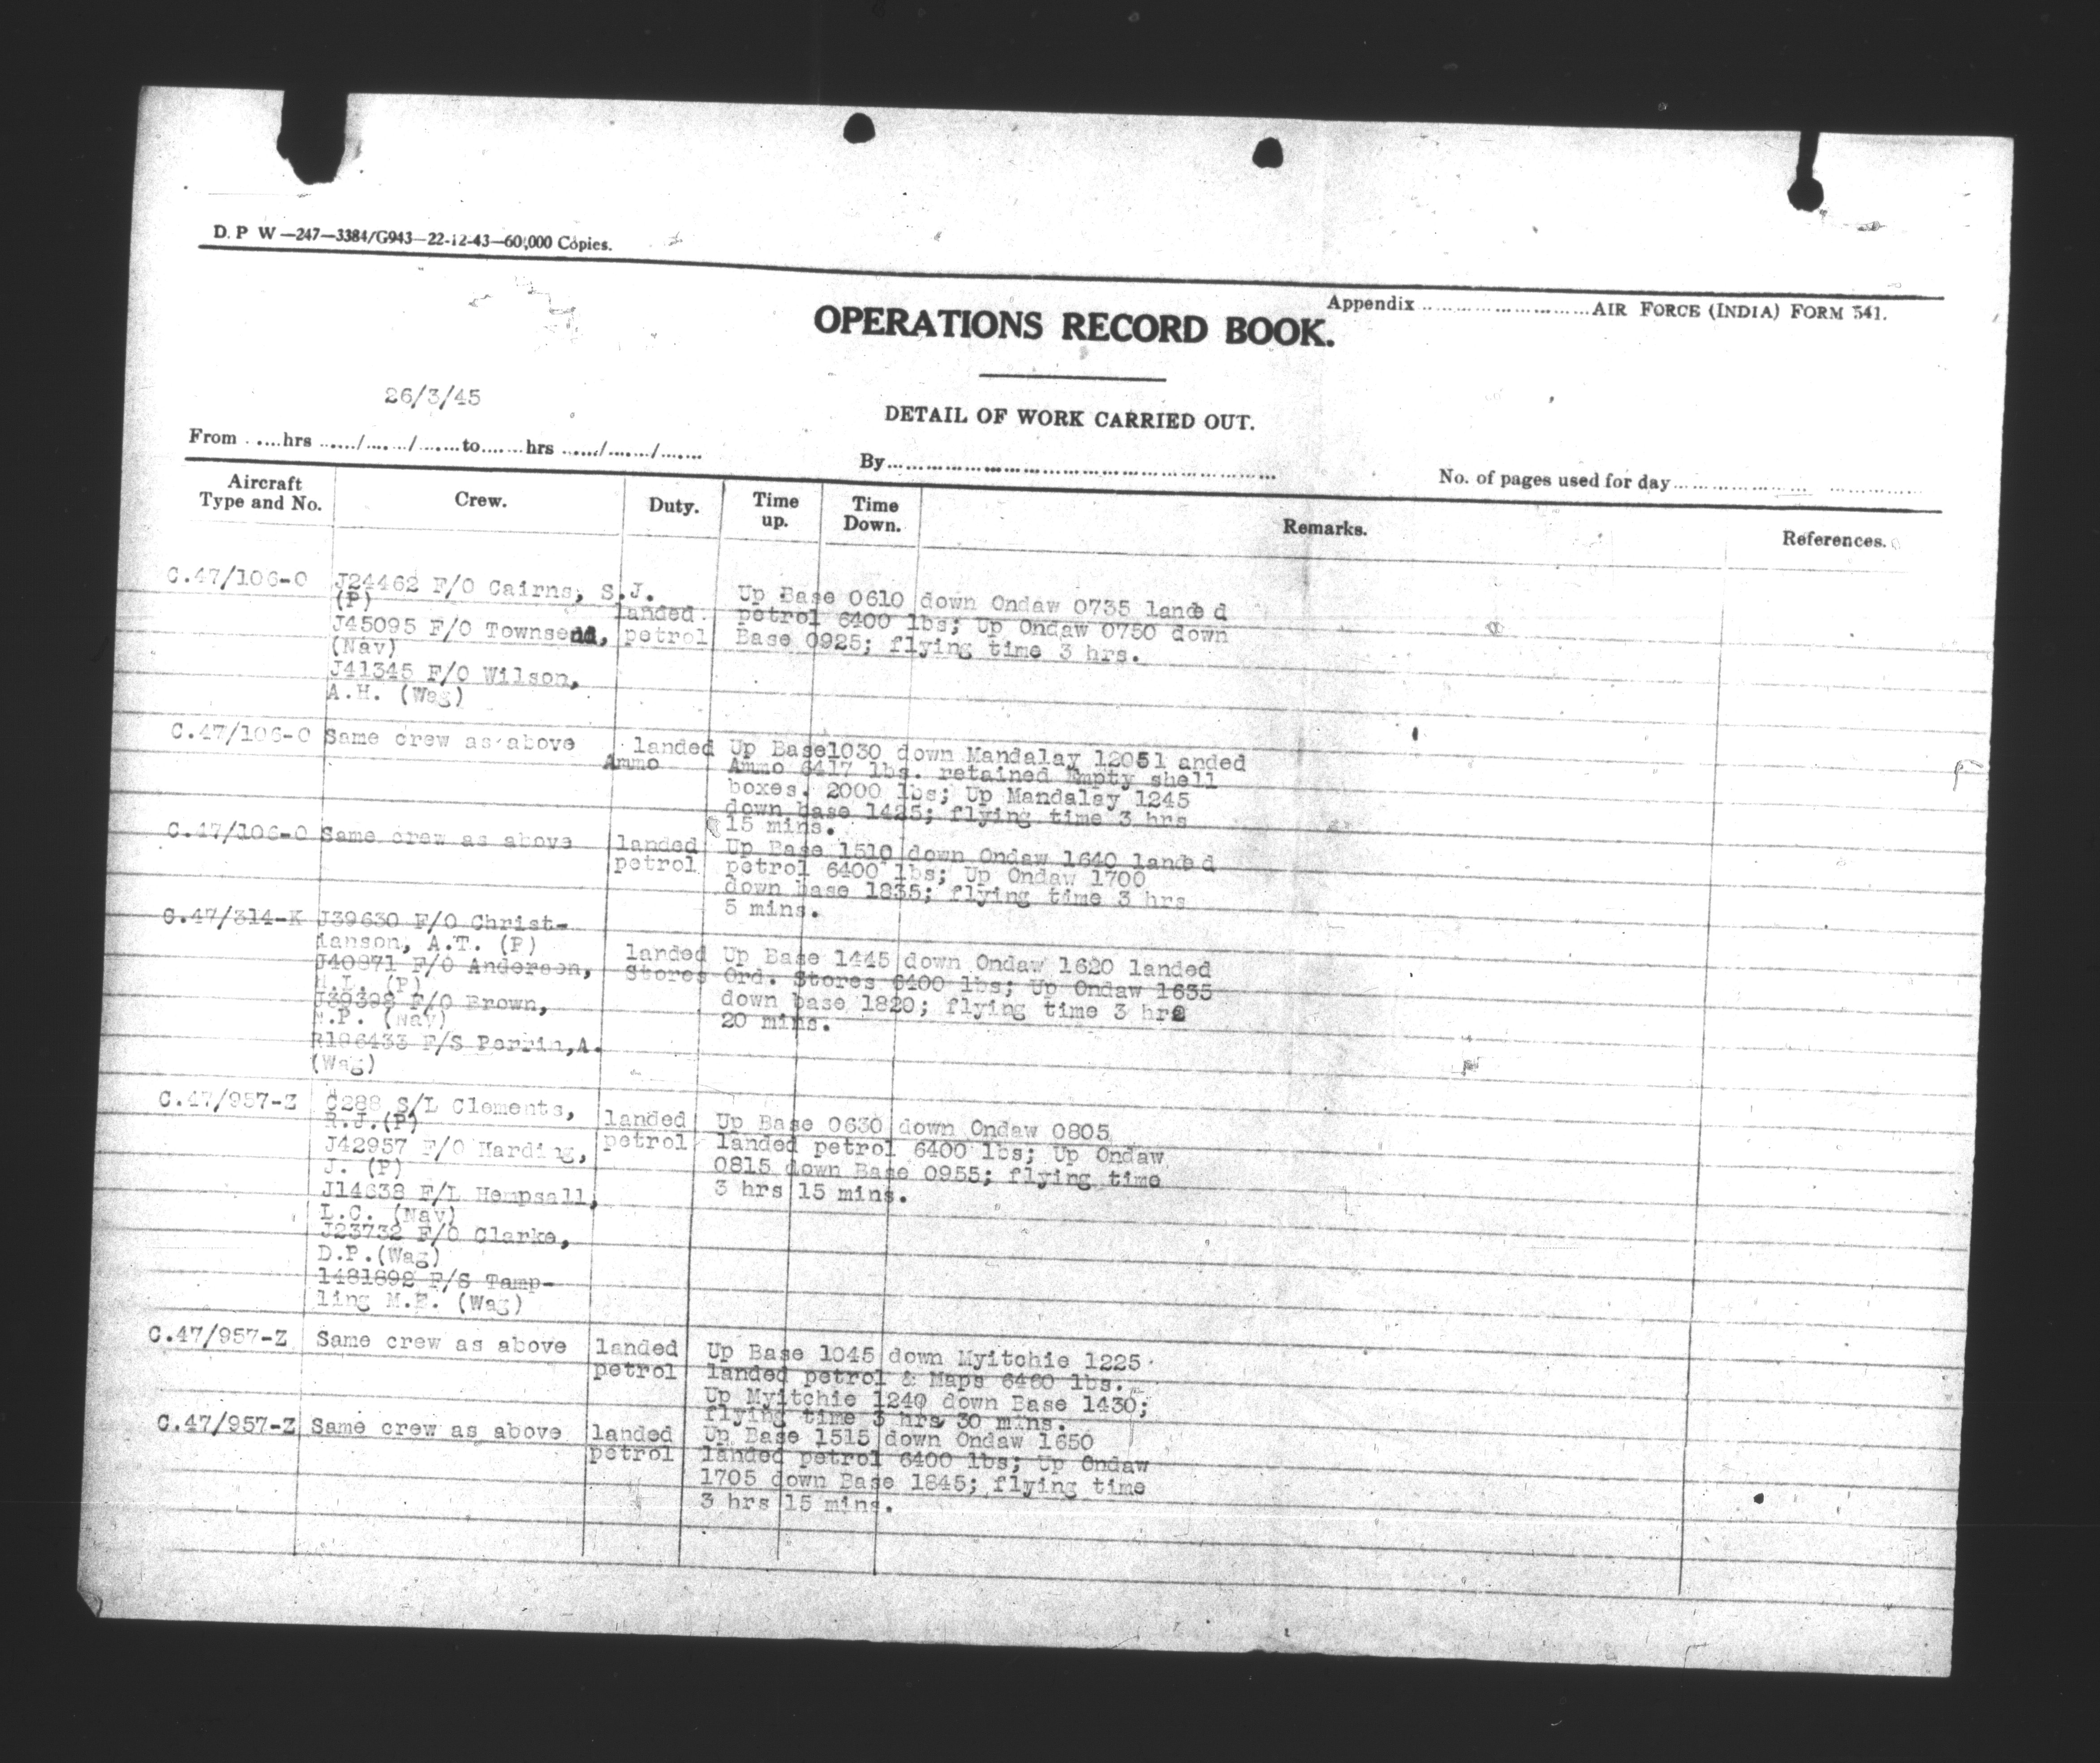 D. P W —247—3384/G943—22-12-43—60,000 Copies.
Appendix ........................AIR FORCE (INDIA) FORM 541.
OPERATIONS RECORD BOOK.
26/3/45
DETAIL OF WORK CARRIED OUT.
From .....hrs ....../......./.......to.......hrs ....../......./.......
By............................................................
No. of pages used for day....................... ..............
Aircraft Type and No.
Crew.
Duty.
Time up.
Time Down.
Remarks.
References.
C.47/106-O J24462 F/O Cairns, S.J. Up Base 0610 down Ondaw 0735 lande d
(P) landed petrol 6400 lbs; Up Ondaw 0750 down
J45095 F/O Townsend, petrol Base 0925; flying time 3 hrs.
(Nav)
J41345 F/O Wilson,
A.H. (Wag)
C.47/106-O Same crew as above landed Up Base1030 down Mandalay 12051 anded
Ammo Ammo 6417 lbs. retained Empty shell
boxes. 2000 lbs; Up Mandalay 1245
down base 1425; flying time 3 hrs
15 mins.
C.47/106-O Same crew as above landed Up Base 1510 down Ondaw 1640 lande d
petrol petrol 6400 lbs; Up Ondaw 1700
down base 1835; flying time 3 hrs
5 mins.
C.47/314-K J39630 F/O Christ-
ianson, A.T. (P) landed Up Base 1445 down Ondaw 1620 landed
J40871 F/O Anderson, Stores Ord. Stores 6400 lbs; Up Ondaw 1635
(P) down base 1820; flying time 3 hrs
J39398 F/O Brown, 20 mins.
(Nav)
R196433 F/S Perrin,A.
(Wag)
C.47/957-Z C288 S/L Clements, landed Up Base 0630 down Ondaw 0805
R.J.(P) petrol landed petrol 6400 lbs; Up Ondaw
J42957 F/O Harding, 0815 down Base 0955; flying time
J. (P) 3 hrs 15 mins.
J14638 F/L Hempsall,
L.C. (Nav)
J23732 F/O Clarke,
D.P.(Wag)
1481892 F/S Tamp-
ling M.E. (Wag)
C.47/957-Z Same crew as above landed Up Base 1045 down Myitchie 1225
petrol landed petrol & Maps 6460 lbs.
Up Myitchie 1240 down Base 1430;
flying time 3 hrs 30 mins.
C.47/957-Z Same crew as above landed Up Base 1515 down Ondaw 1650
petrol landed petrol 6400 lbs; Up Ondaw
1705 down Base 1845; flying time
3 hrs 15 mins.